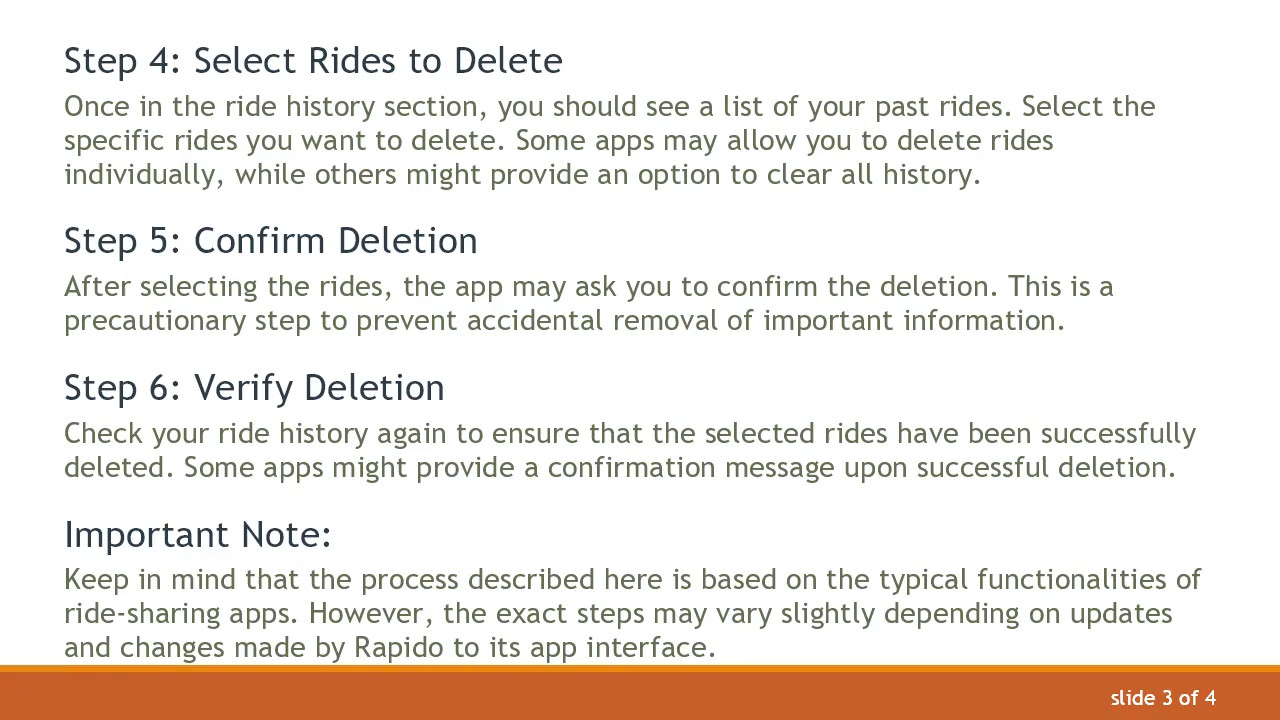 Step 4: Select Rides to Delete
Once in the ride history section, you should see a list of your past rides. Select the
specific rides you want to delete. Some apps may allow you to delete rides
individually, while others might provide an option to clear all history.
Step 5: Confirm Deletion
After selecting the rides, the app may ask you to confirm the deletion. This is a
precautionary step to prevent accidental removal of important information.
Step 6: Verify Deletion
Check your ride history again to ensure that the selected rides have been successfully
deleted. Some apps might provide a confirmation message upon successful deletion.
Important Note:
Keep in mind that the process described here is based on the typical functionalities of
ride-sharing apps. However, the exact steps may vary slightly depending on updates
and changes made by Rapido to its app interface.
slide 3 of 4